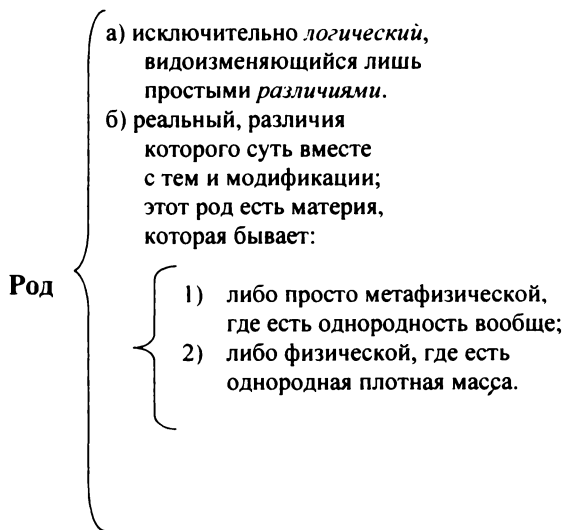 а) исключительно логический,
видоизменяющийся лишь
простыми различиями.
б) реальный, различия
которого суть вместе
с тем и модификации;
этот род есть материя,
которая бывает:
Род
1) либо просто метафизической,
где есть однородность вообще;
2) либо физической, где есть
однородная плотная масса.